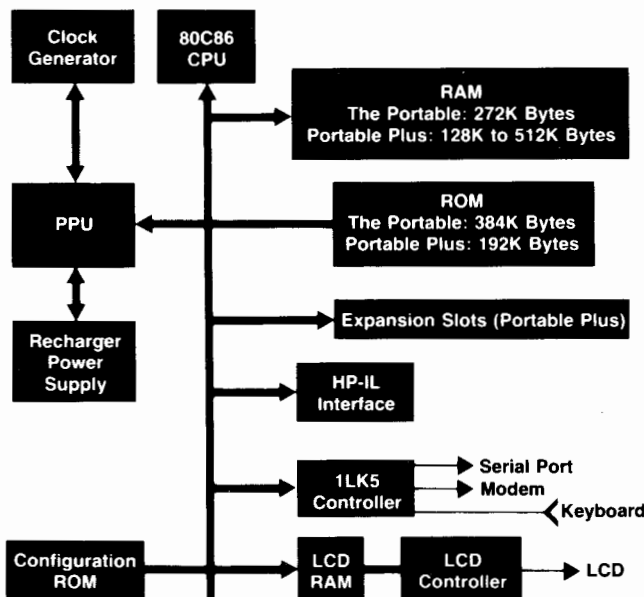 Clock
Generator
80C86
CPU
RAM
The Portable: 272K Bytes
Portable Plus: 128K to 512K Bytes
PPU
ROM
The Portable: 384K Bytes
Portable Plus: 192K Bytes
Recharger
Power
Supply
Expansion Slots (Portable Plus)
HP-IL
Interface
1LK5
Controller
Serial Port
Modem
Keyboard
Configuration
ROM
LCD
RAM
LCD
Controller
LCD